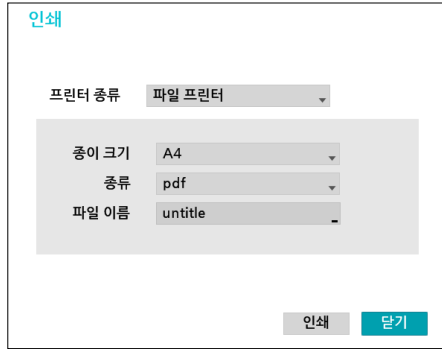 인쇄
프린터 종류 파일 프린터
종이 크기 A4
종류 pdf
파일 이름 untitle
인쇄 닫기